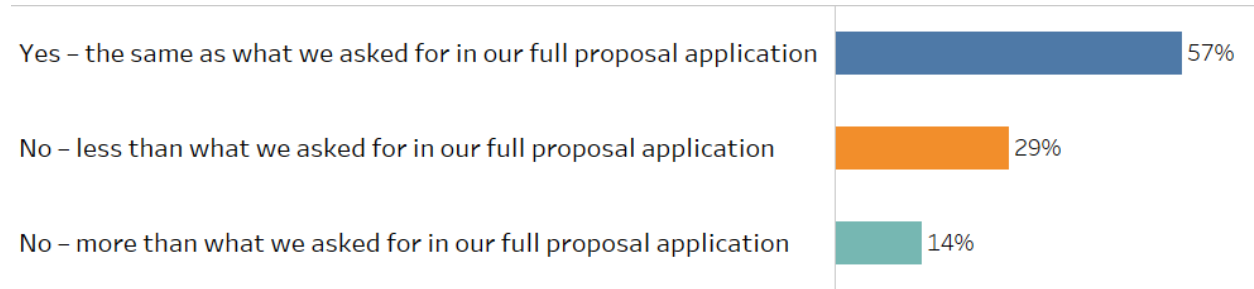 Yes – the same as what we asked for in our full proposal application 57%
No – less than what we asked for in our full proposal application 29%
No – more than what we asked for in our full proposal application 14%